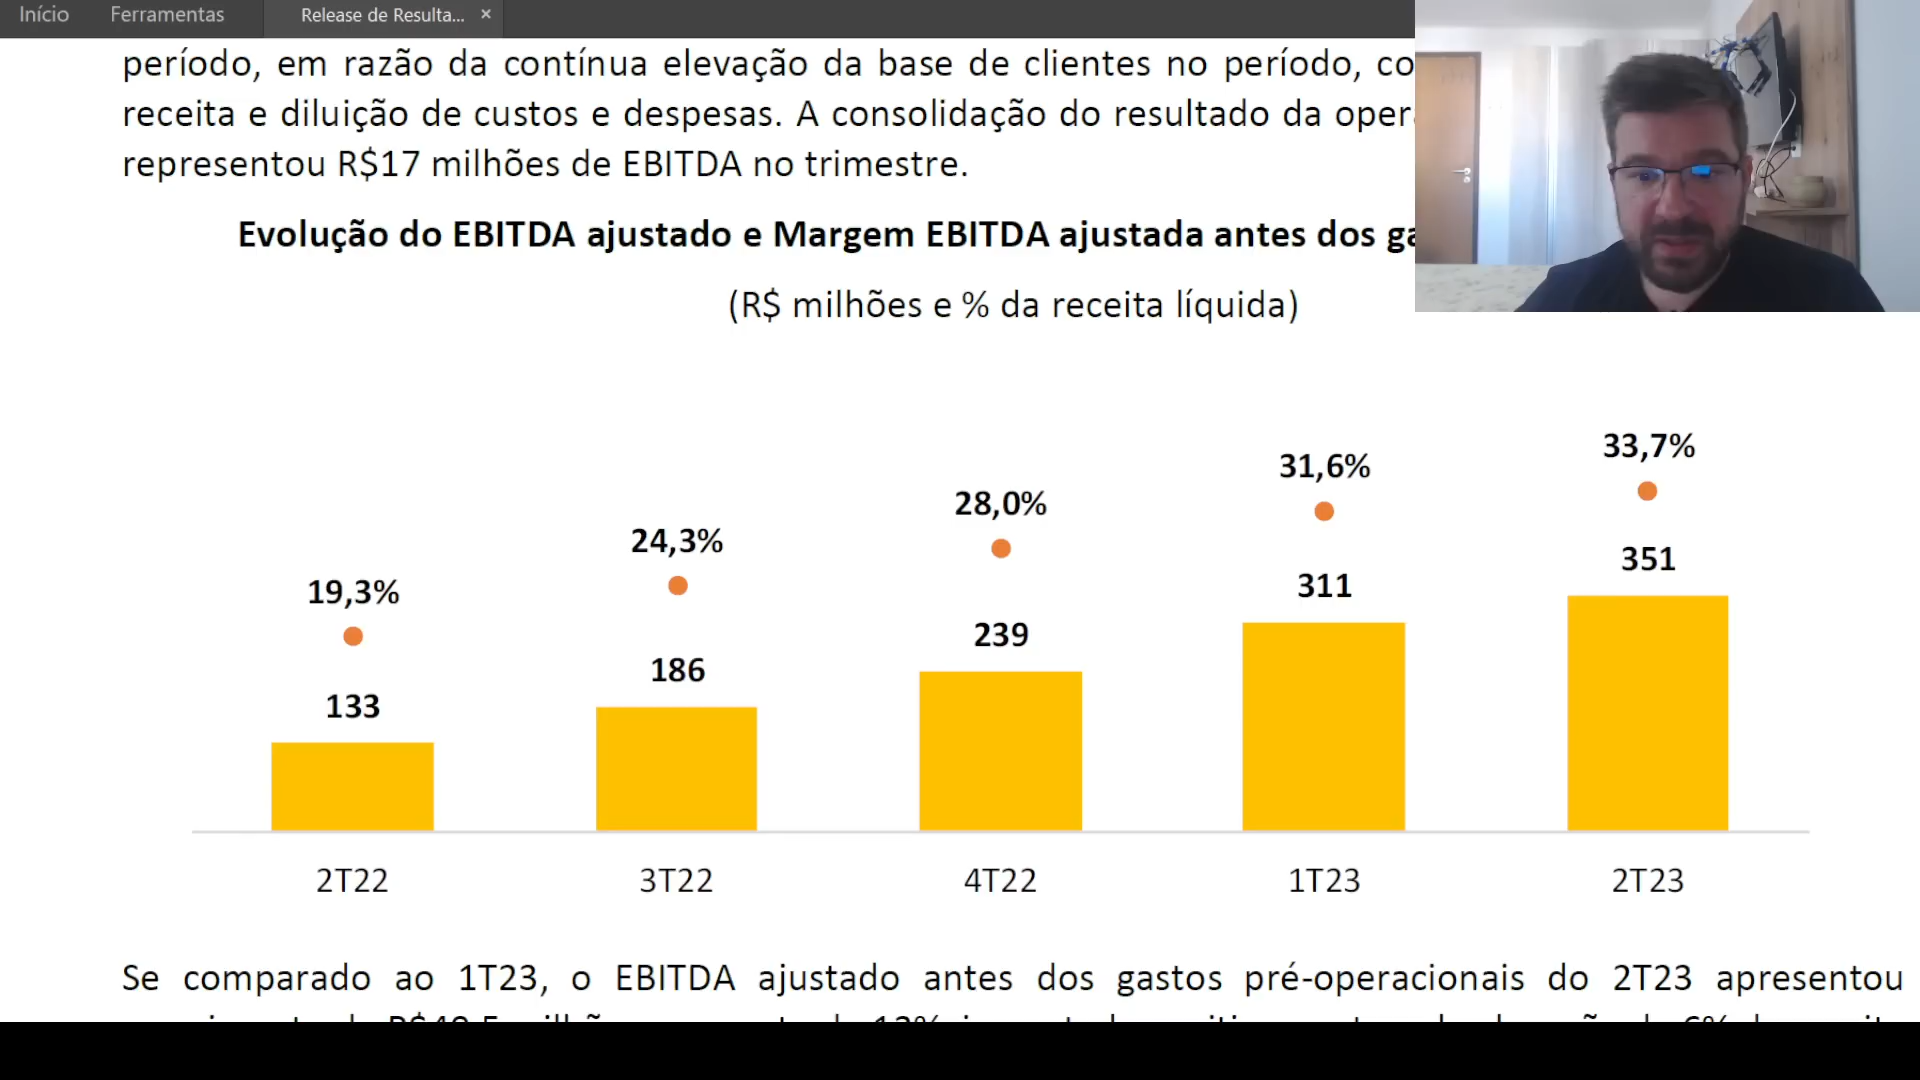 Início Ferramentas Release de Resulta... ×
período, em razão da contínua elevação da base de clientes no período,
receita e diluição de custos e despesas. A consolidação do resultado da
representou R$17 milhões de EBITDA no trimestre.
Evolução do EBITDA ajustado e Margem EBITDA ajustada antes dos
(R$ milhões e % da receita líquida)
33,7%
31,6%
28,0%
24,3%
19,3%
351
311
239
186
133
2T22 3T22 4T22 1T23 2T23
Se comparado ao 1T23, o EBITDA ajustado antes dos gastos pré-operacionais do 2T23 apresentou